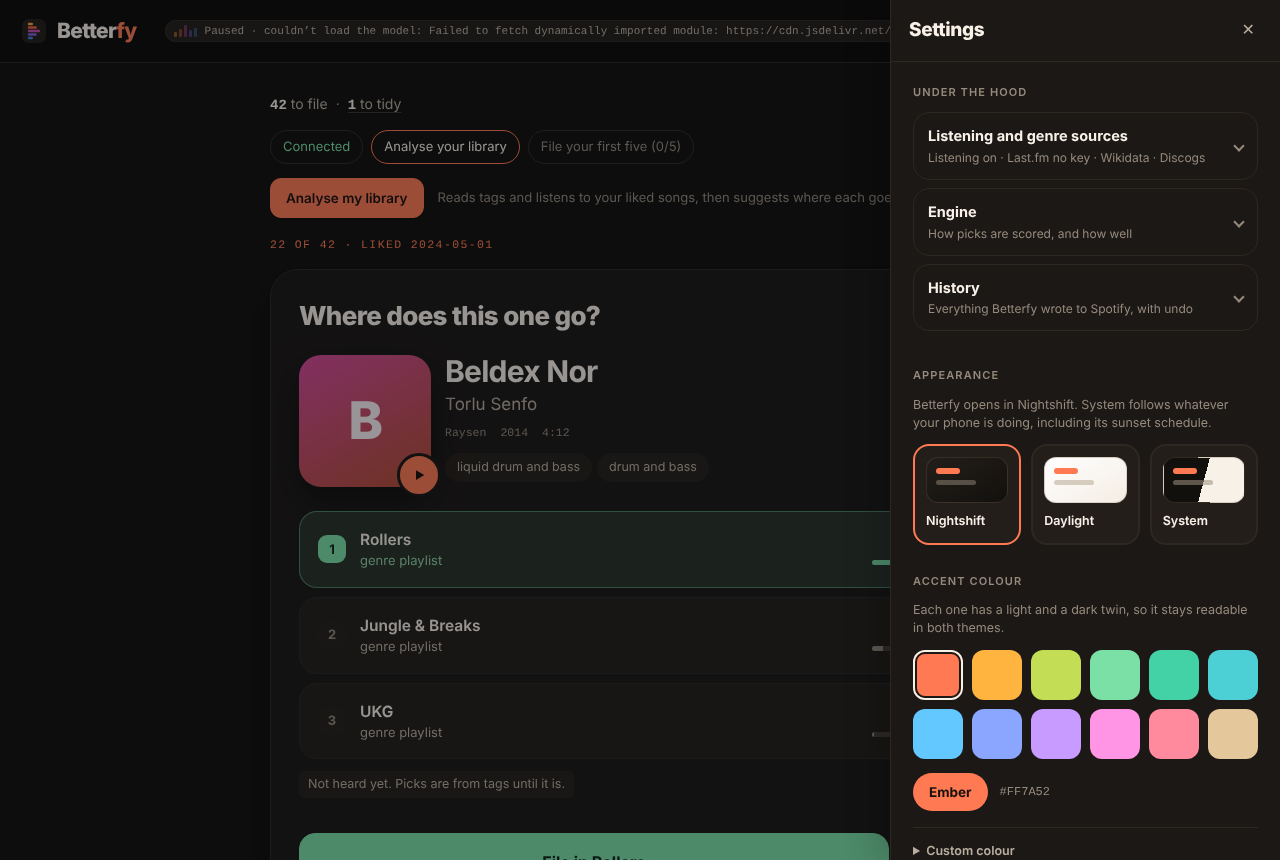 Betterfy
Paused · couldn’t load the model: Failed to fetch dynamically imported module: https://cdn.jsdelivr.net/
42 to file · 1 to tidy
Connected
Analyse your library
File your first five (0/5)
Analyse my library
Reads tags and listens to your liked songs, then suggests where each goe
22 OF 42 · LIKED 2024-05-01
Where does this one go?
B
Beldex Nor
Torlu Senfo
Raysen 2014 4:12
liquid drum and bass
drum and bass
1
Rollers
genre playlist
2
Jungle & Breaks
genre playlist
3
UKG
genre playlist
Not heard yet. Picks are from tags until it is.
File in Rollers
Settings
×
UNDER THE HOOD
Listening and genre sources
Listening on · Last.fm no key · Wikidata · Discogs
Engine
How picks are scored, and how well
History
Everything Betterfy wrote to Spotify, with undo
APPEARANCE
Betterfy opens in Nightshift. System follows whatever
your phone is doing, including its sunset schedule.
Nightshift
Daylight
System
ACCENT COLOUR
Each one has a light and a dark twin, so it stays readable
in both themes.
Ember
#FF7A52
Custom colour